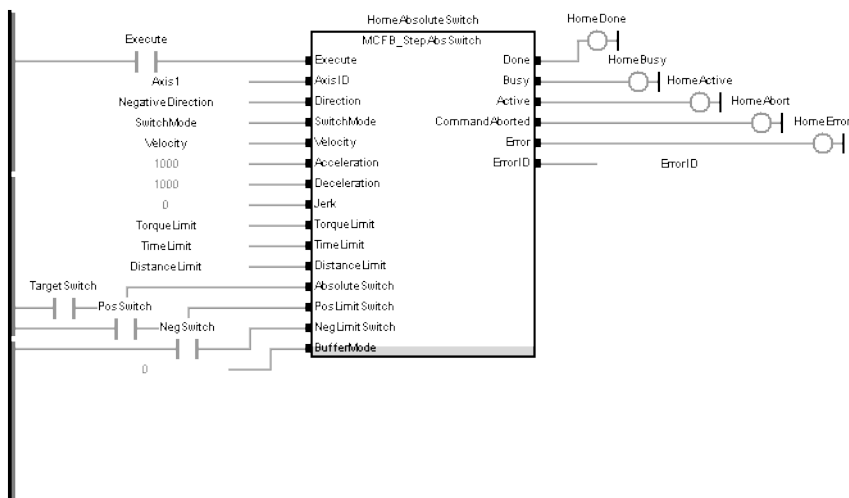 HomeAbsoluteSwitch
HomeDone
Execute
MCFB_StepAbsSwitch
Execute
Done
HomeBusy
Axis1
AxisID
Busy
HomeActive
NegativeDirection
Direction
Active
HomeAbort
SwitchMode
SwitchMode
CommandAborted
HomeError
Velocity
Velocity
Error
1000
Acceleration
ErrorID
ErrorID
1000
Deceleration
0
Jerk
TorqueLimit
TorqueLimit
TimeLimit
TimeLimit
DistanceLimit
DistanceLimit
TargetSwitch
AbsoluteSwitch
PosSwitch
PosLimitSwitch
NegSwitch
NegLimitSwitch
BufferMode
0